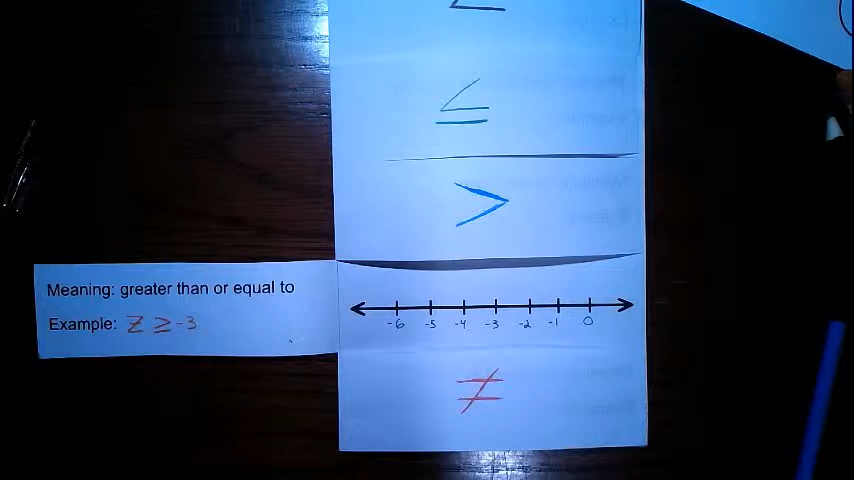 ≤
>
Meaning: greater than or equal to
Example: z ≥ -3
-6 -5 -4 -3 -2 -1 0
≠